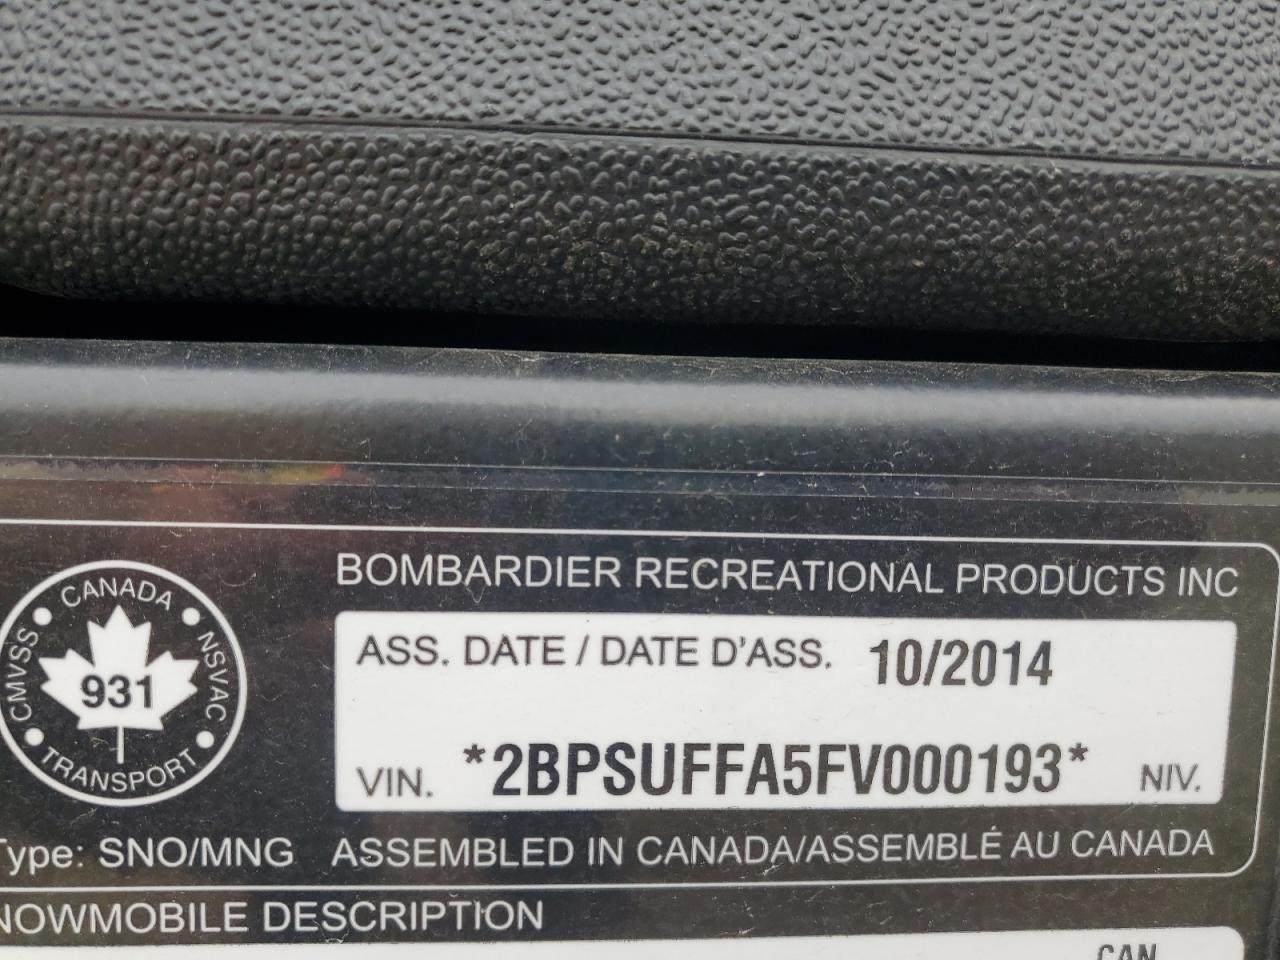 BOMBARDIER RECREATIONAL PRODUCTS INC
CANADA
CMVSS
NSVAC
931
TRANSPORT
ASS. DATE / DATE D'ASS. 10/2014
VIN. *2BPSUFFA5FV000193* NIV.
Type: SNO/MNG ASSEMBLED IN CANADA/ASSEMBLÉ AU CANADA
NOWMOBILE DESCRIPTION
CAN